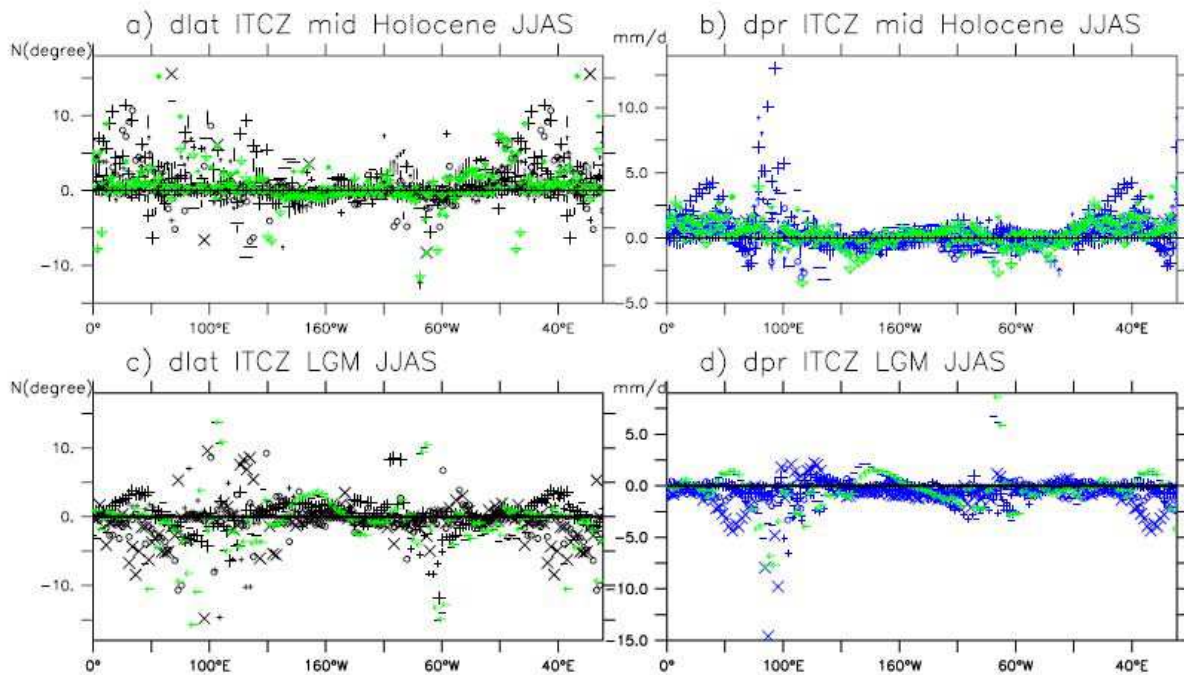 a) dlat ITCZ mid Holocene JJAS
N(degree)
10.
0.
-10.
0° 100°E 160°W 60°W 40°E
b) dpr ITCZ mid Holocene JJAS
mm/d
10.0
5.0
0.0
-5.0
0° 100°E 160°W 60°W 40°E
c) dlat ITCZ LGM JJAS
N(degree)
10.
0.
-10.
0° 100°E 160°W 60°W 40°E
d) dpr ITCZ LGM JJAS
mm/d
5.0
0.0
-5.0
-10.0
-15.0
0° 100°E 160°W 60°W 40°E